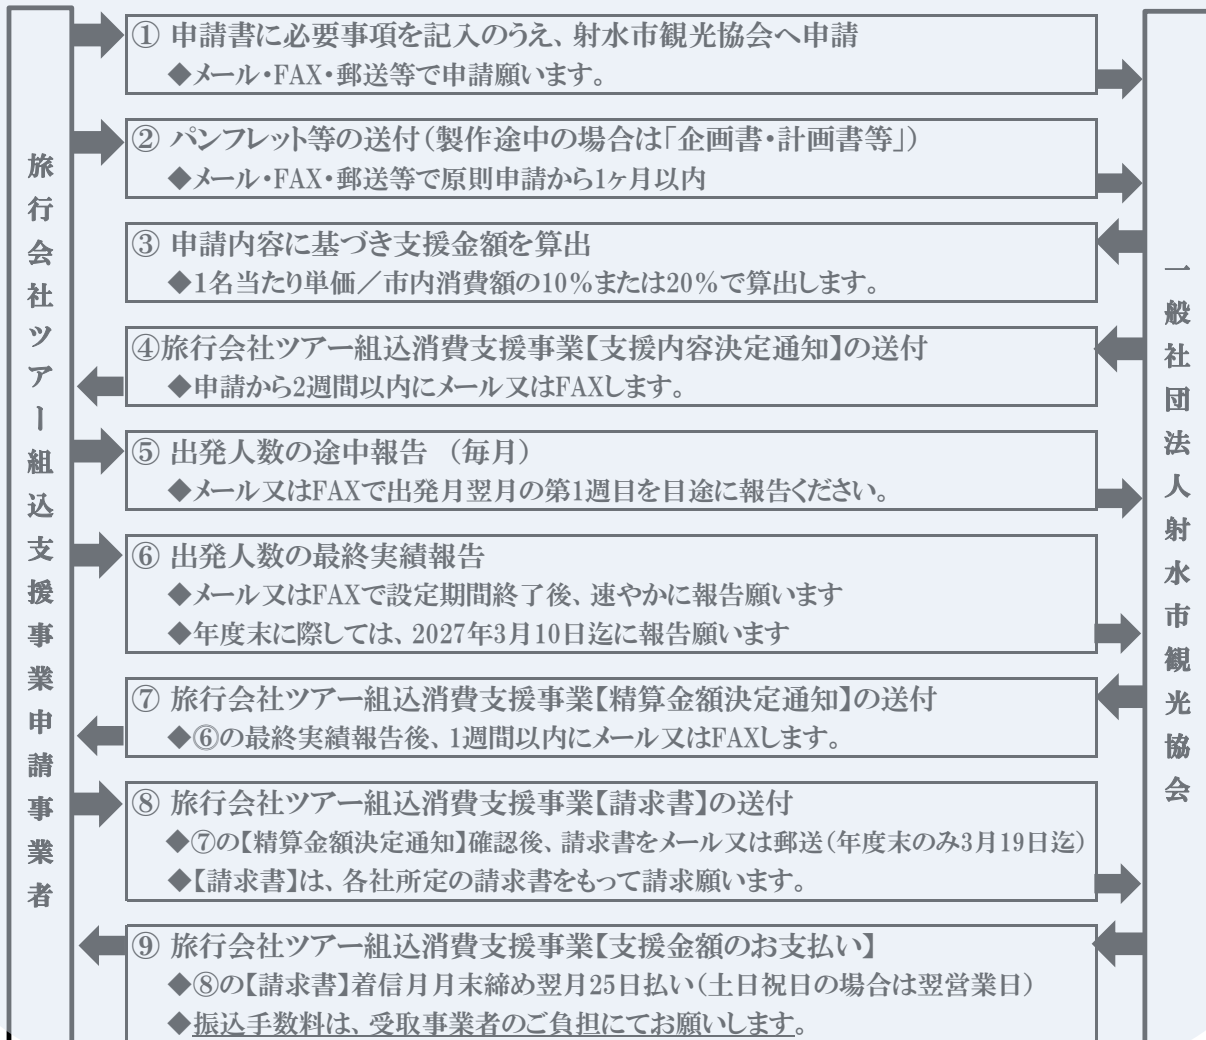 旅行会社ツアー組込支援事業申請事業者
① 申請書に必要事項を記入のうえ、射水市観光協会へ申請
◆メール・FAX・郵送等で申請願います。
② パンフレット等の送付（製作途中の場合は「企画書・計画書等」）
◆メール・FAX・郵送等で原則申請から1ヶ月以内
③ 申請内容に基づき支援金額を算出
◆1名当たり単価／市内消費額の10％または20％で算出します。
④旅行会社ツアー組込消費支援事業【支援内容決定通知】の送付
◆申請から2週間以内にメール又はFAXします。
⑤ 出発人数の途中報告 （毎月）
◆メール又はFAXで出発月翌月の第1週目を目途に報告ください。
⑥ 出発人数の最終実績報告
◆メール又はFAXで設定期間終了後、速やかに報告願います
◆年度末に際しては、2027年3月10日迄に報告願います
⑦ 旅行会社ツアー組込消費支援事業【精算金額決定通知】の送付
◆⑥の最終実績報告後、1週間以内にメール又はFAXします。
⑧ 旅行会社ツアー組込消費支援事業【請求書】の送付
◆⑦の【精算金額決定通知】確認後、請求書をメール又は郵送（年度末のみ3月19日迄）
◆【請求書】は、各社所定の請求書をもって請求願います。
⑨ 旅行会社ツアー組込消費支援事業【支援金額のお支払い】
◆⑧の【請求書】着信月月末締め翌月25日払い（土日祝日の場合は翌営業日）
◆振込手数料は、受取事業者のご負担にてお願いします。
一般社団法人射水市観光協会